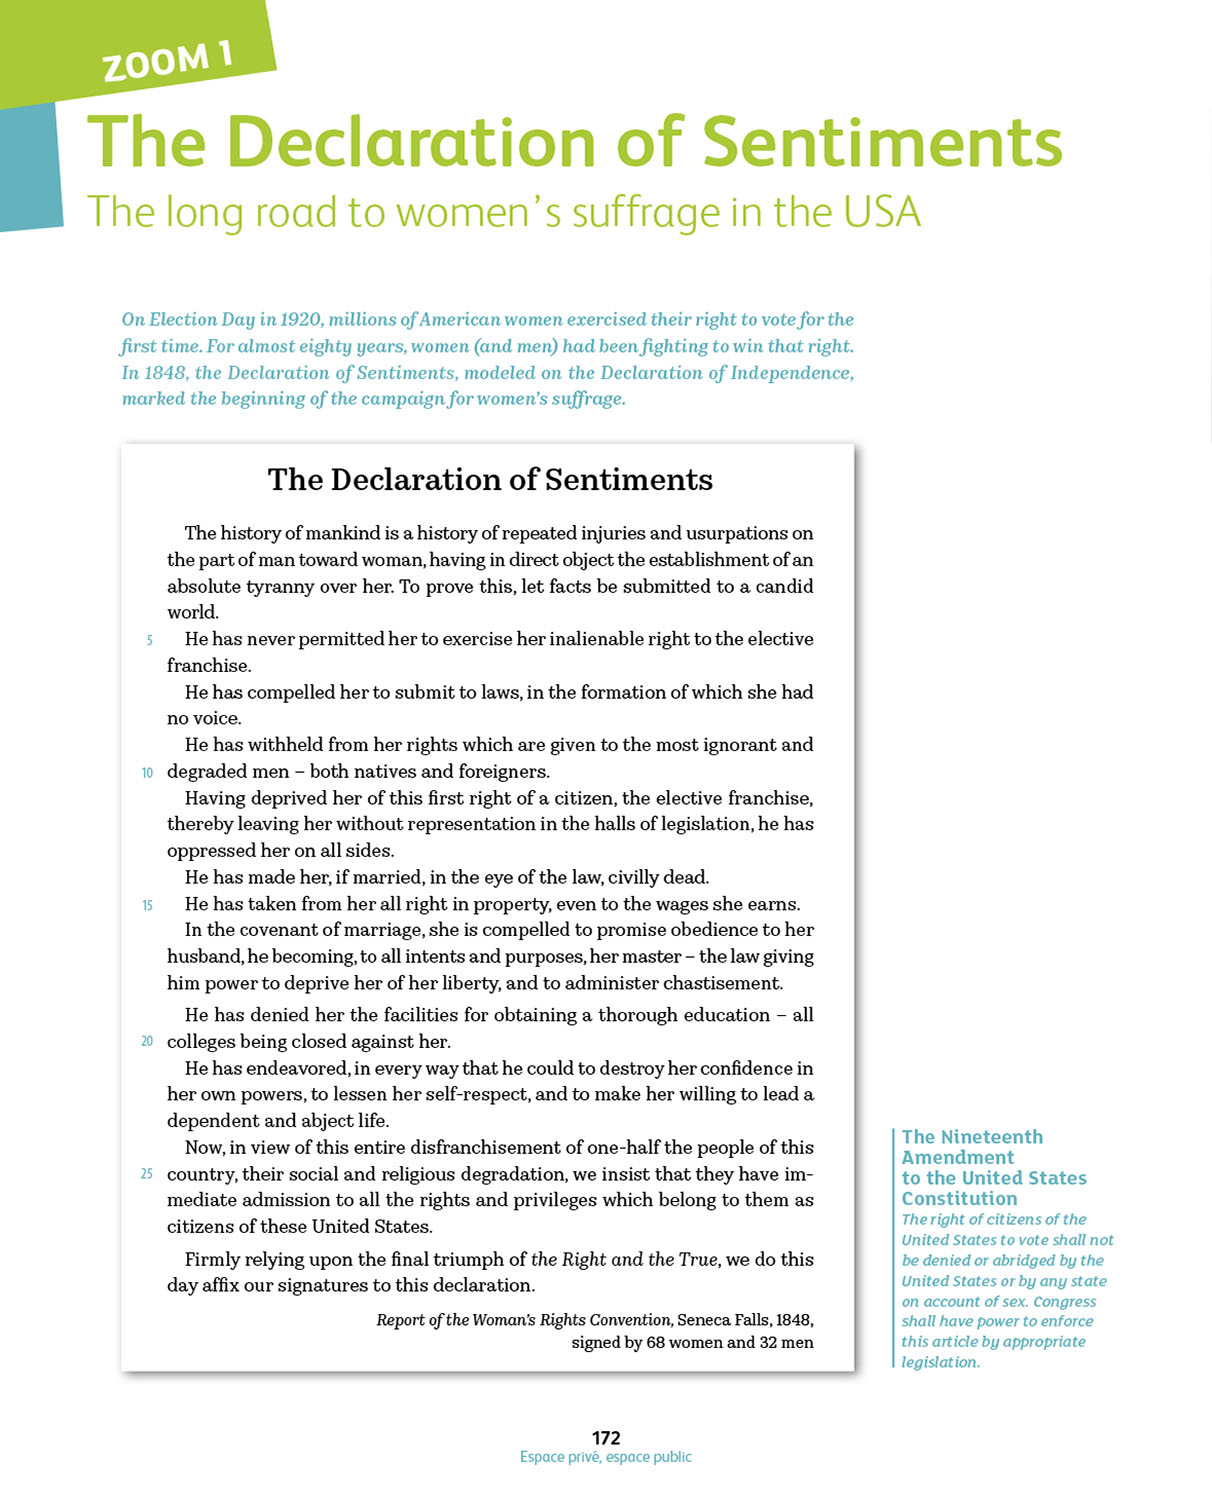 ZOOM 1
The Declaration of Sentiments
The long road to women's suffrage in the USA
On Election Day in 1920, millions of American women exercised their right to vote for the
first time. For almost eighty years, women (and men) had been fighting to win that right.
In 1848, the Declaration of Sentiments, modeled on the Declaration of Independence,
marked the beginning of the campaign for women's suffrage.
The Declaration of Sentiments
The history of mankind is a history of repeated injuries and usurpations on
the part of man toward woman, having in direct object the establishment of an
absolute tyranny over her. To prove this, let facts be submitted to a candid
world.
5 He has never permitted her to exercise her inalienable right to the elective
franchise.
He has compelled her to submit to laws, in the formation of which she had
no voice.
He has withheld from her rights which are given to the most ignorant and
10 degraded men – both natives and foreigners.
Having deprived her of this first right of a citizen, the elective franchise,
thereby leaving her without representation in the halls of legislation, he has
oppressed her on all sides.
He has made her, if married, in the eye of the law, civilly dead.
15 He has taken from her all right in property, even to the wages she earns.
In the covenant of marriage, she is compelled to promise obedience to her
husband, he becoming, to all intents and purposes, her master – the law giving
him power to deprive her of her liberty, and to administer chastisement.
He has denied her the facilities for obtaining a thorough education – all
20 colleges being closed against her.
He has endeavored, in every way that he could to destroy her confidence in
her own powers, to lessen her self-respect, and to make her willing to lead a
dependent and abject life.
Now, in view of this entire disfranchisement of one-half the people of this
25 country, their social and religious degradation, we insist that they have im-
mediate admission to all the rights and privileges which belong to them as
citizens of these United States.
Firmly relying upon the final triumph of the Right and the True, we do this
day affix our signatures to this declaration.
Report of the Woman's Rights Convention, Seneca Falls, 1848,
signed by 68 women and 32 men
The Nineteenth
Amendment
to the United States
Constitution
The right of citizens of the
United States to vote shall not
be denied or abridged by the
United States or by any state
on account of sex. Congress
shall have power to enforce
this article by appropriate
legislation.
172
Espace privé, espace public